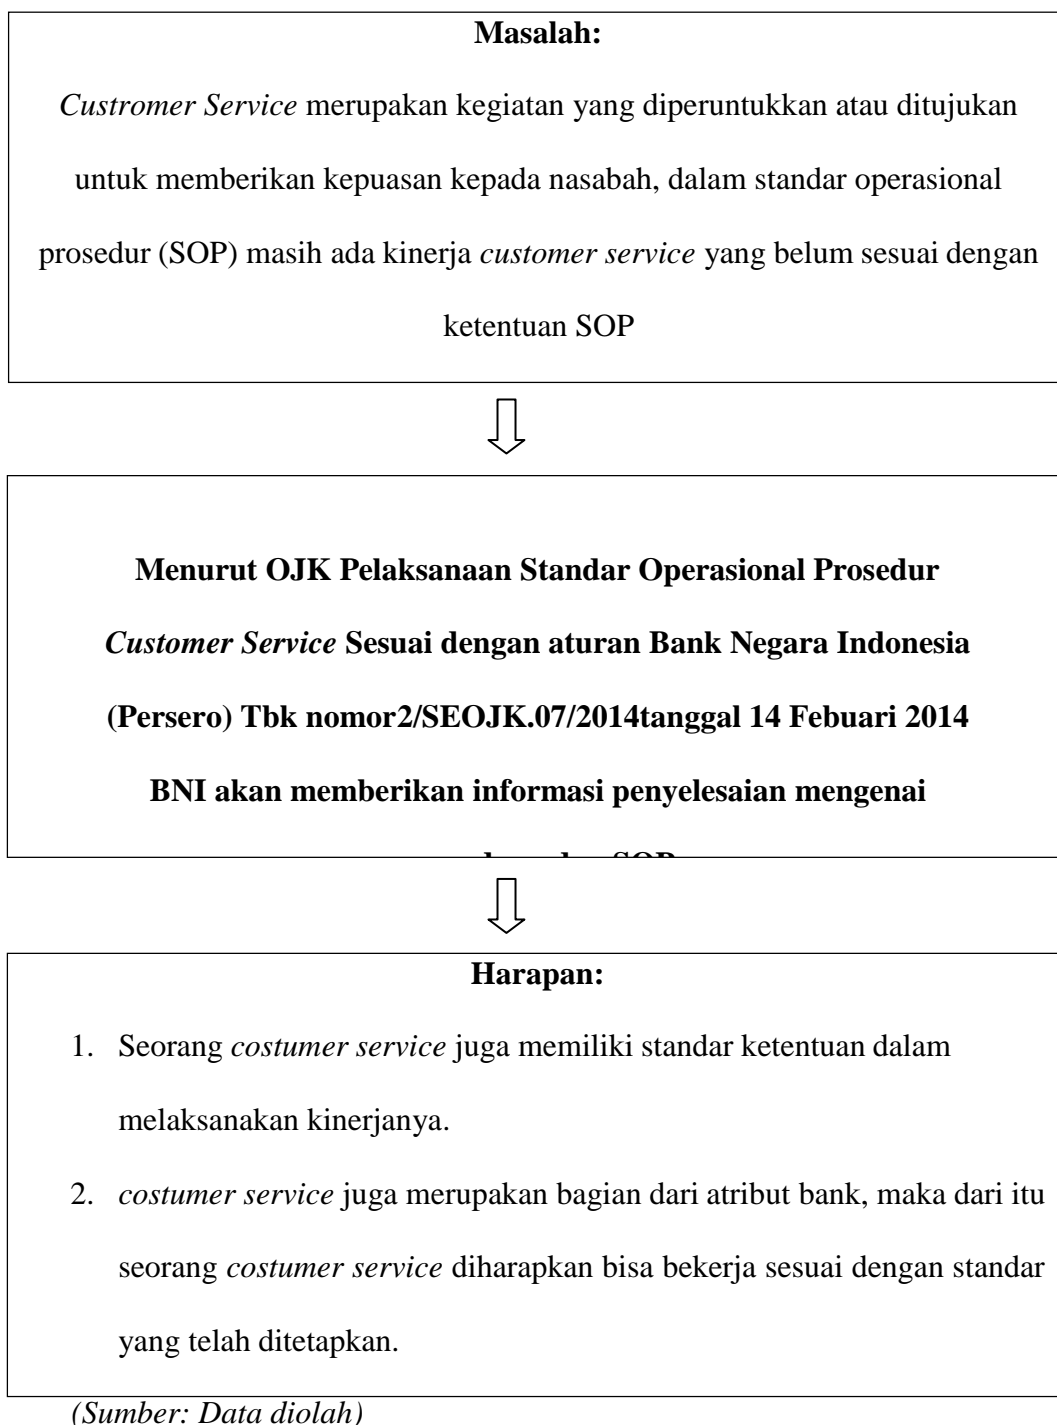 Masalah:
Custromer Service merupakan kegiatan yang diperuntukkan atau ditujukan
untuk memberikan kepuasan kepada nasabah, dalam standar operasional
prosedur (SOP) masih ada kinerja customer service yang belum sesuai dengan
ketentuan SOP
Menurut OJK Pelaksanaan Standar Operasional Prosedur
Customer Service Sesuai dengan aturan Bank Negara Indonesia
(Persero) Tbk nomor2/SEOJK.07/2014tanggal 14 Febuari 2014
BNI akan memberikan informasi penyelesaian mengenai
SOP
Harapan:
1. Seorang costumer service juga memiliki standar ketentuan dalam
melaksanakan kinerjanya.
2. costumer service juga merupakan bagian dari atribut bank, maka dari itu
seorang costumer service diharapkan bisa bekerja sesuai dengan standar
yang telah ditetapkan.
(Sumber: Data diolah)